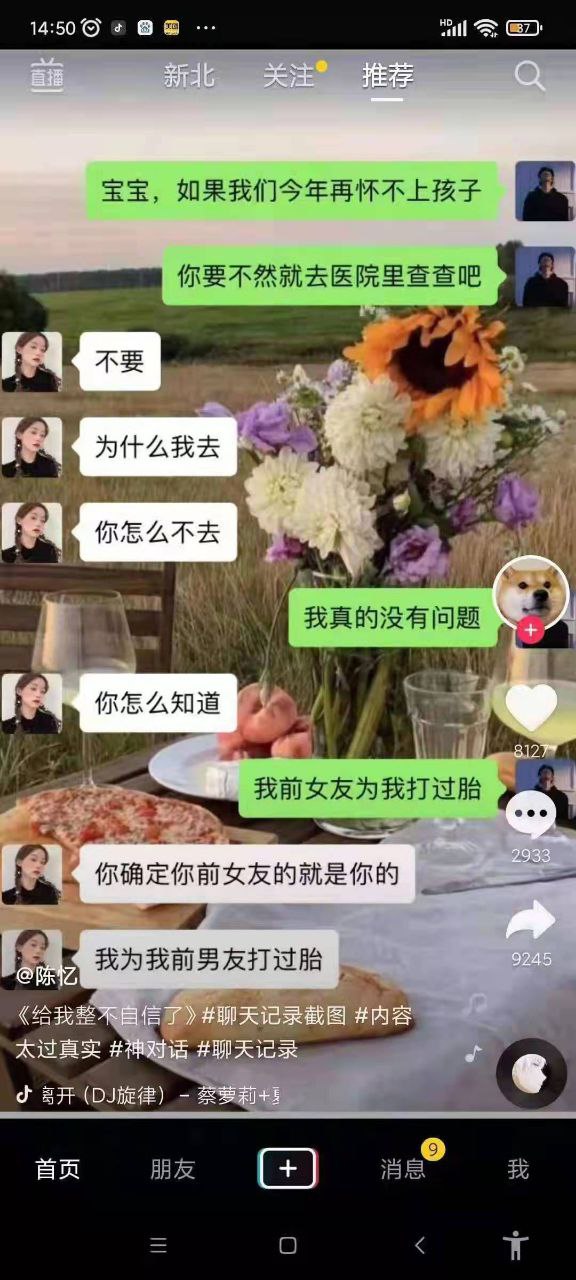 14:50
HD
87
直播
新北
关注
推荐
宝宝，如果我们今年再怀不上孩子
你要不然就去医院里查查吧
不要
为什么我去
你怎么不去
我真的没有问题
你怎么知道
8127
我前女友为我打过胎
2933
你确定你前女友的就是你的
我为我前男友打过胎
9245
@陈忆
《给我整不自信了》#聊天记录截图 #内容
太过真实 #神对话 #聊天记录
离开（DJ旋律） - 蔡萝莉+
首页
朋友
消息
9
我